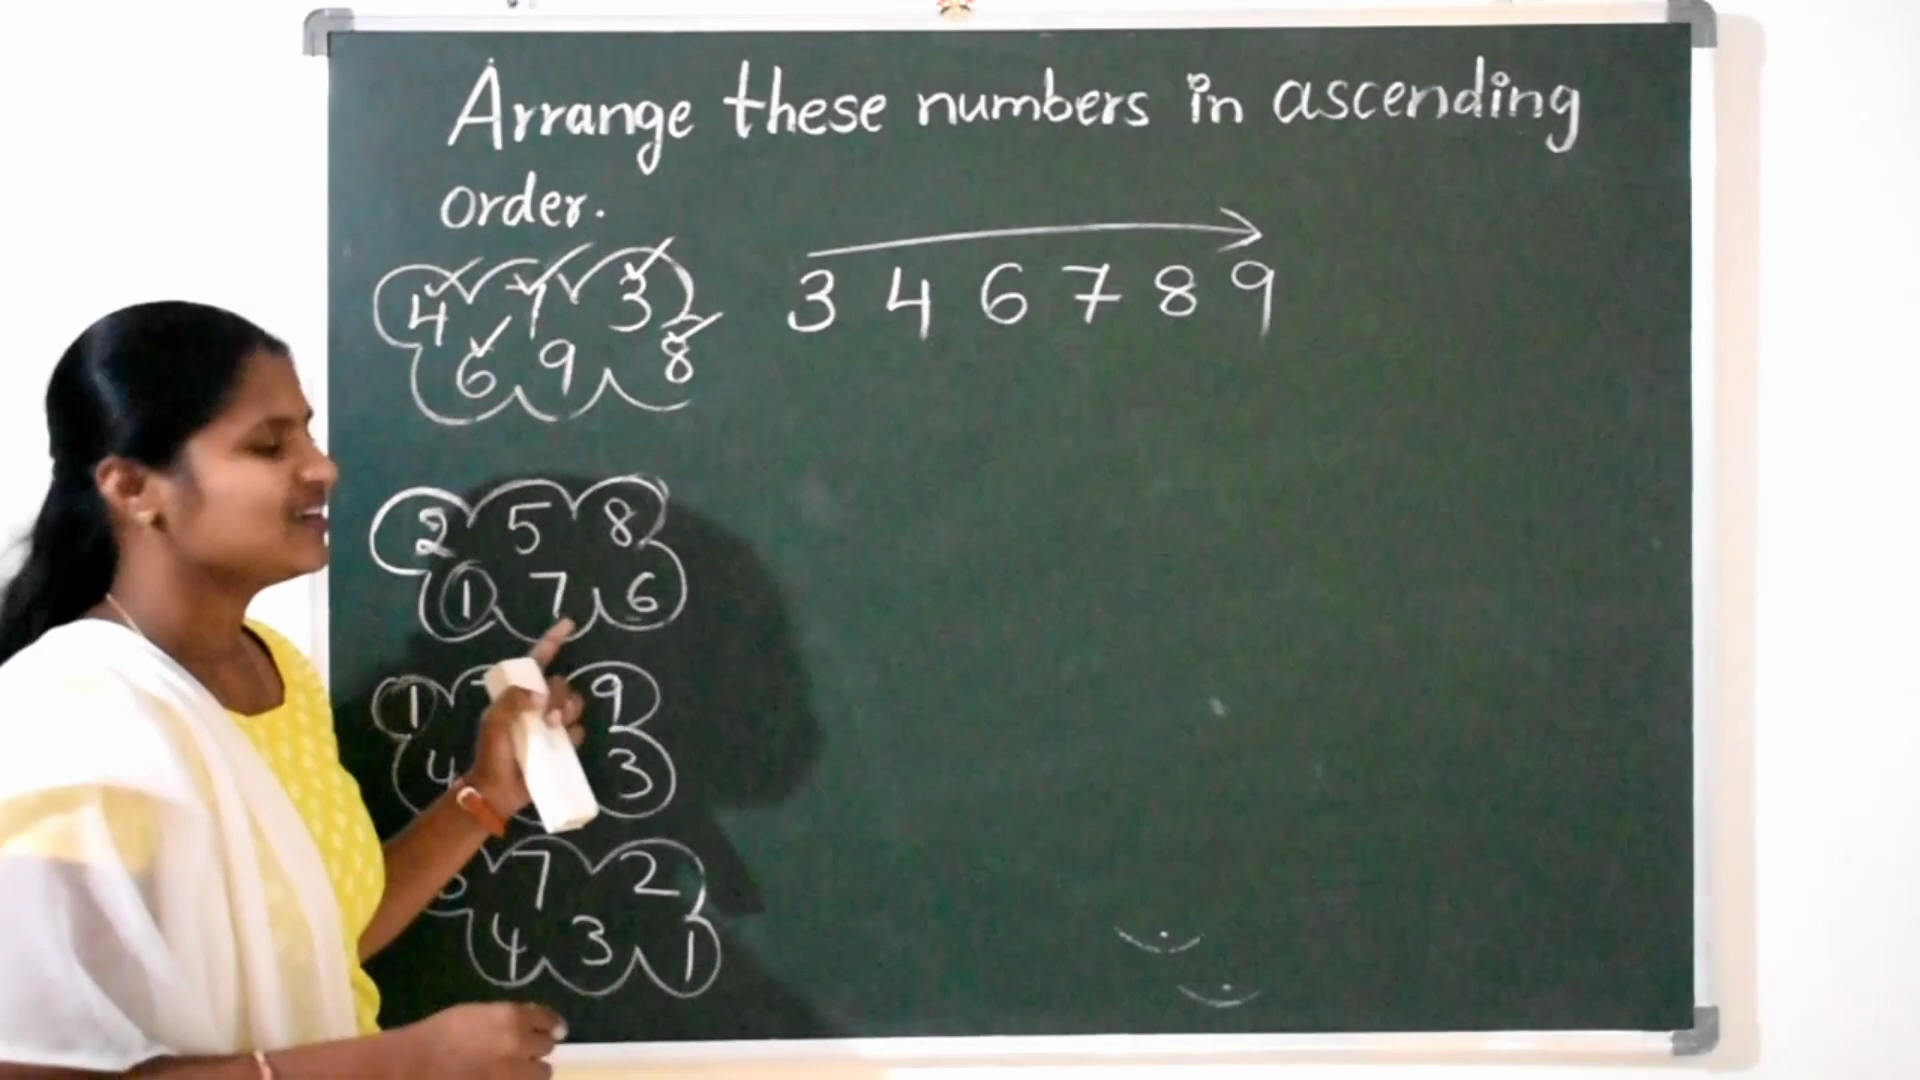 Arrange these numbers in ascending
order.
4 7 3
6 9 8
3 4 6 7 8 9
2 5 8
1 7 6
1 9
4 3
7 2
4 3 1